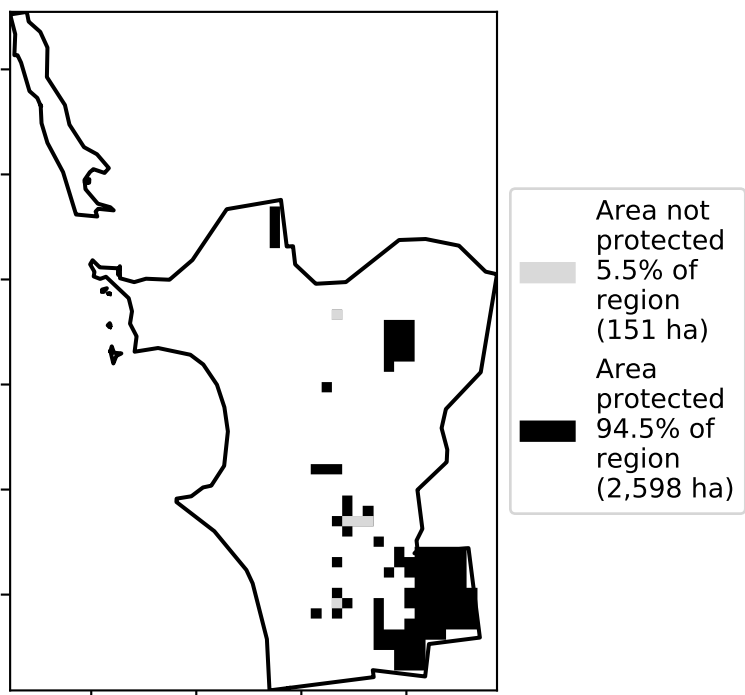 Area not
protected
5.5% of
region
(151 ha)
Area
protected
94.5% of
region
(2,598 ha)